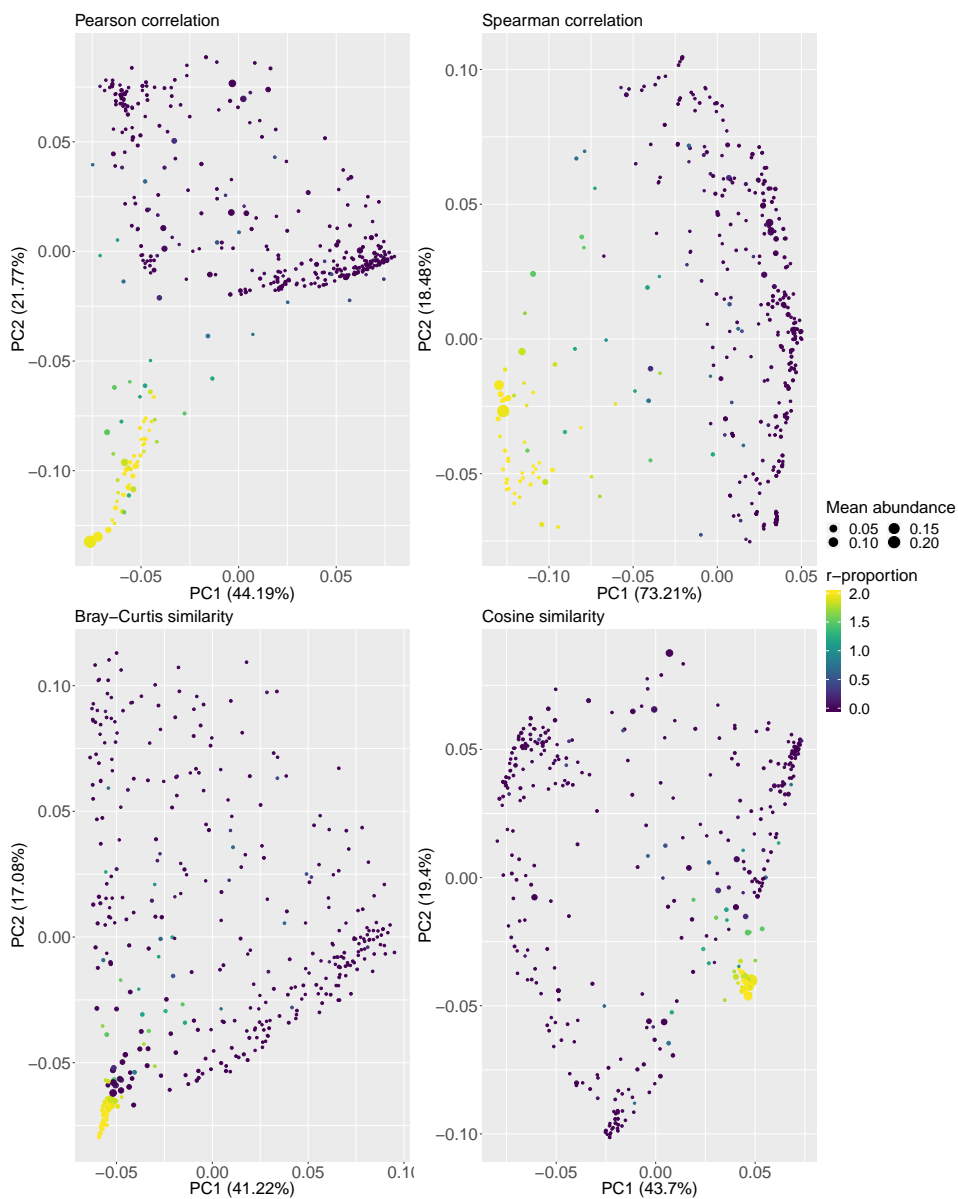 Pearson correlation
Spearman correlation
0.05
0.00
−0.05
−0.10
PC2 (21.77%)
−0.05
0.00
0.05
PC1 (44.19%)
0.10
0.05
0.00
−0.05
PC2 (18.48%)
−0.10
−0.05
0.00
0.05
PC1 (73.21%)
Mean abundance
0.05
0.15
0.10
0.20
r−proportion
2.0
1.5
1.0
0.5
0.0
Bray−Curtis similarity
Cosine similarity
0.10
0.05
0.00
−0.05
PC2 (17.08%)
−0.05
0.00
0.05
0.10
PC1 (41.22%)
0.05
0.00
−0.05
−0.10
PC2 (19.4%)
−0.05
0.00
0.05
PC1 (43.7%)